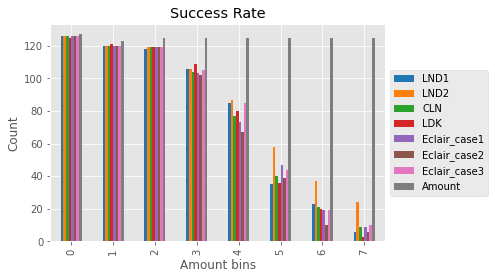 Success Rate
Count
120
100
80
60
40
20
0
0 1 2 3 4 5 6 7
Amount bins
LND1
LND2
CLN
LDK
Eclair_case1
Eclair_case2
Eclair_case3
Amount